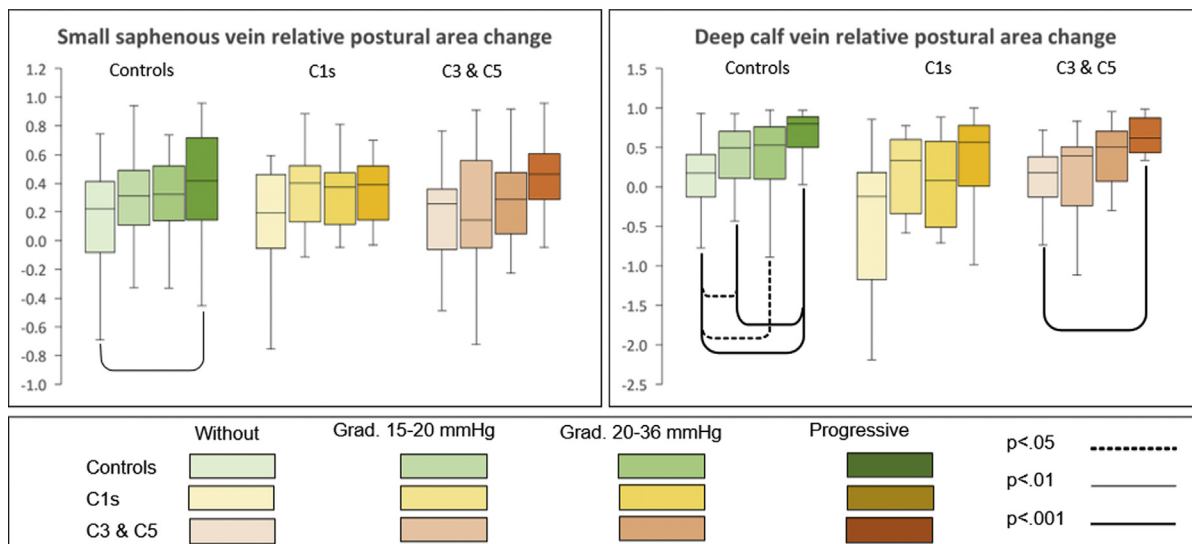 Small saphenous vein relative postural area change
Controls C1s C3 & C5
1.2
1.0
0.8
0.6
0.4
0.2
0.0
-0.2
-0.4
-0.6
-0.8
-1.0
Deep calf vein relative postural area change
Controls C1s C3 & C5
1.5
1.0
0.5
0.0
-0.5
-1.0
-1.5
-2.0
-2.5
Without Grad. 15-20 mmHg Grad. 20-36 mmHg Progressive
Controls
C1s
C3 & C5
p<.05
p<.01
p<.001